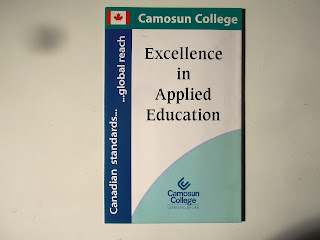 Camosun College
Canadian standards... ...global reach
Excellence
in
Applied
Education
Camosun
College